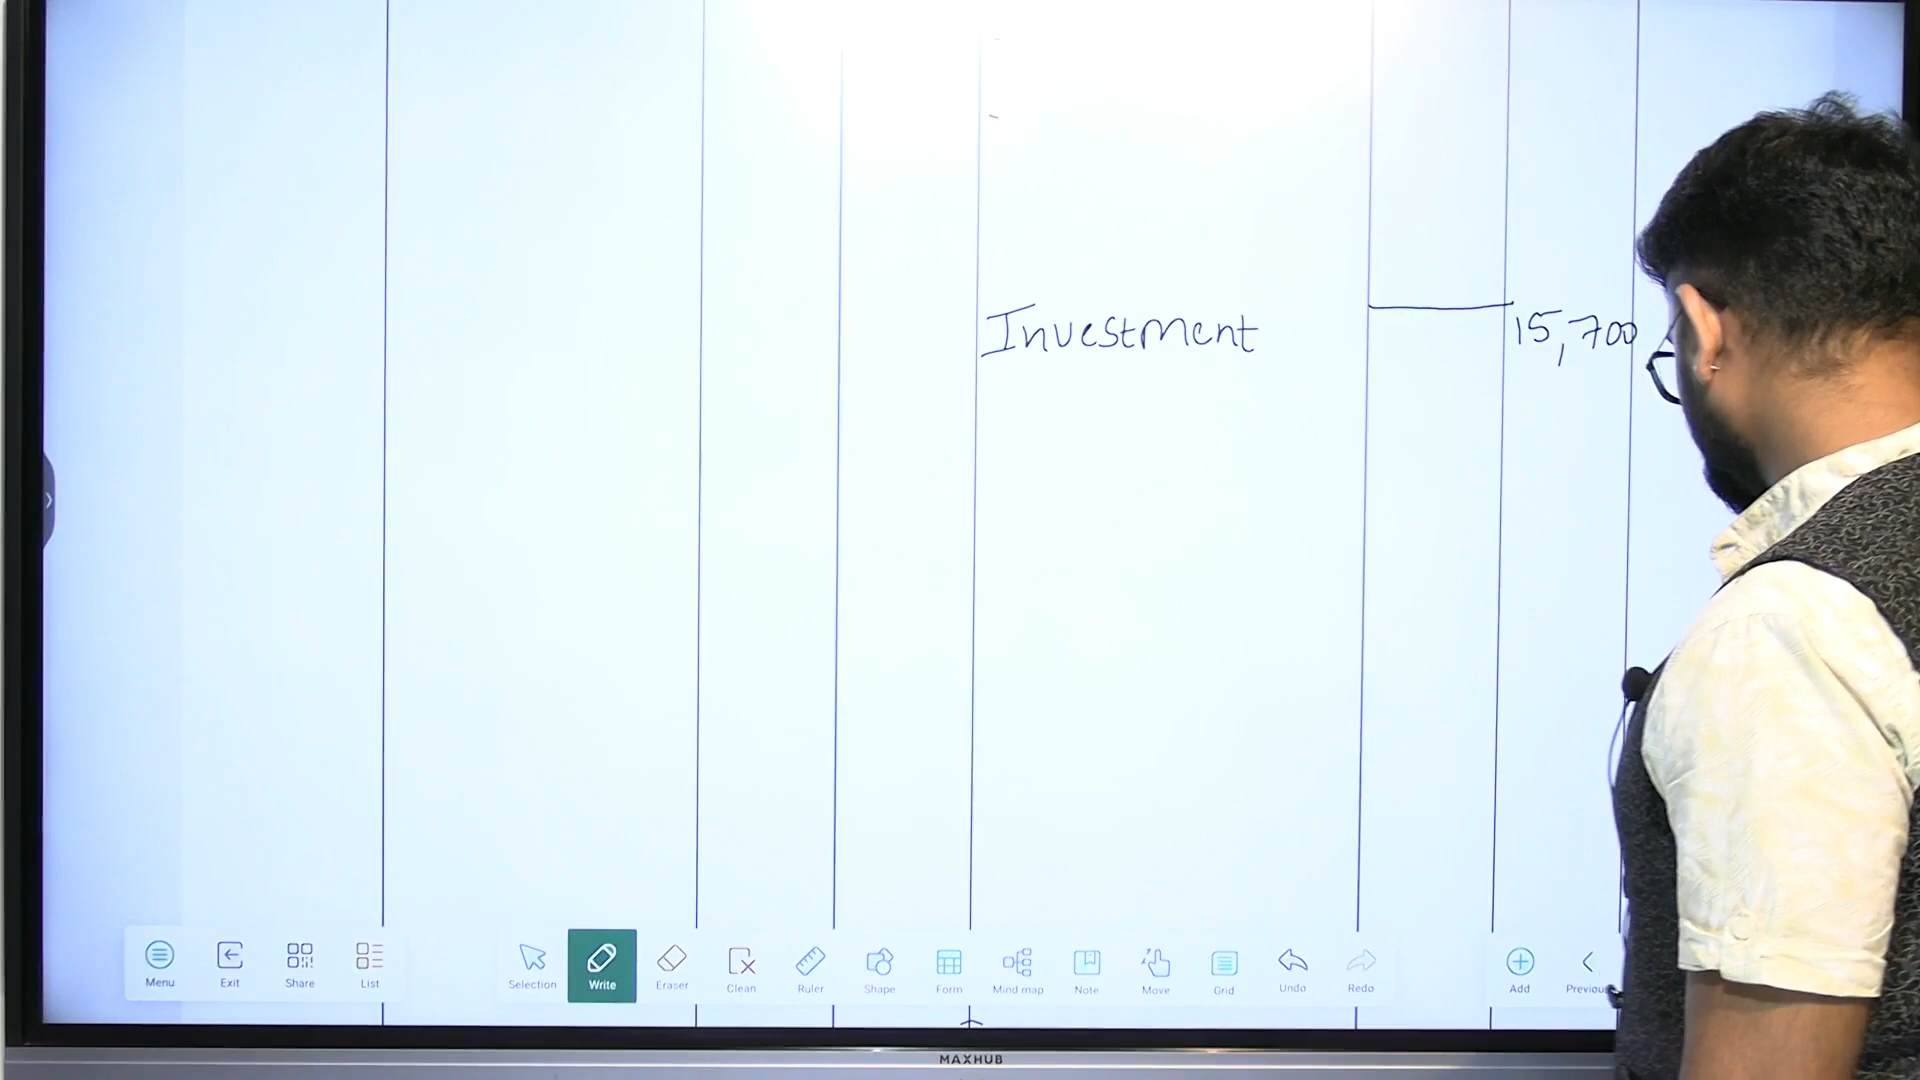 Investment 15,700
Menu Exit Share List Selection Write Eraser Clean Ruler Shape Form Mind map Note Move Grid Undo Redo Add Previou
MAXHUB